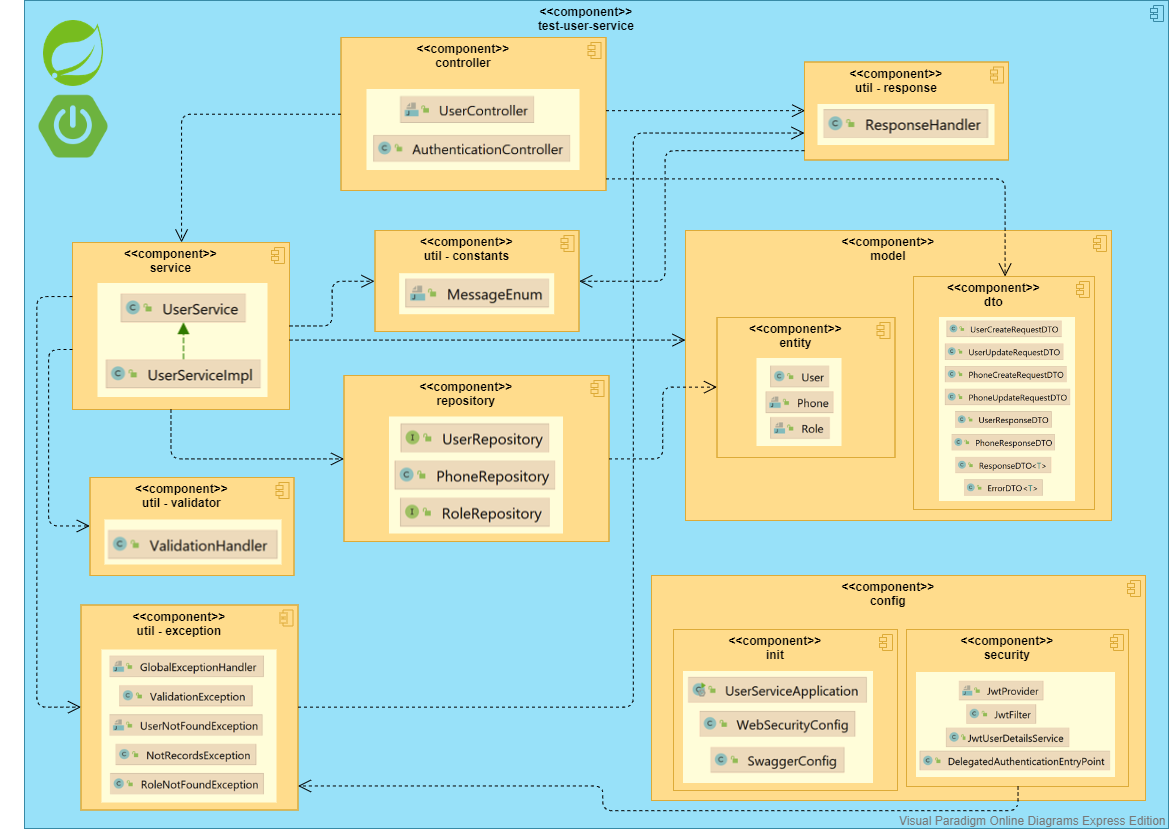 <<component>>
test-user-service
<<component>>
controller
UserController
AuthenticationController
<<component>>
util - response
ResponseHandler
<<component>>
service
UserService
UserServiceImpl
<<component>>
util - constants
MessageEnum
<<component>>
model
<<component>>
entity
User
Phone
Role
<<component>>
dto
UserCreateRequestDTO
UserUpdateRequestDTO
PhoneCreateRequestDTO
PhoneUpdateRequestDTO
UserResponseDTO
PhoneResponseDTO
ResponseDTO<T>
ErrorDTO<T>
<<component>>
repository
UserRepository
PhoneRepository
RoleRepository
<<component>>
util - validator
ValidationHandler
<<component>>
util - exception
GlobalExceptionHandler
ValidationException
UserNotFoundException
NotRecordsException
RoleNotFoundException
<<component>>
config
<<component>>
init
UserServiceApplication
WebSecurityConfig
SwaggerConfig
<<component>>
security
JwtProvider
JwtFilter
JwtUserDetailsService
DelegatedAuthenticationEntryPoint
Visual Paradigm Online Diagrams Express Edition